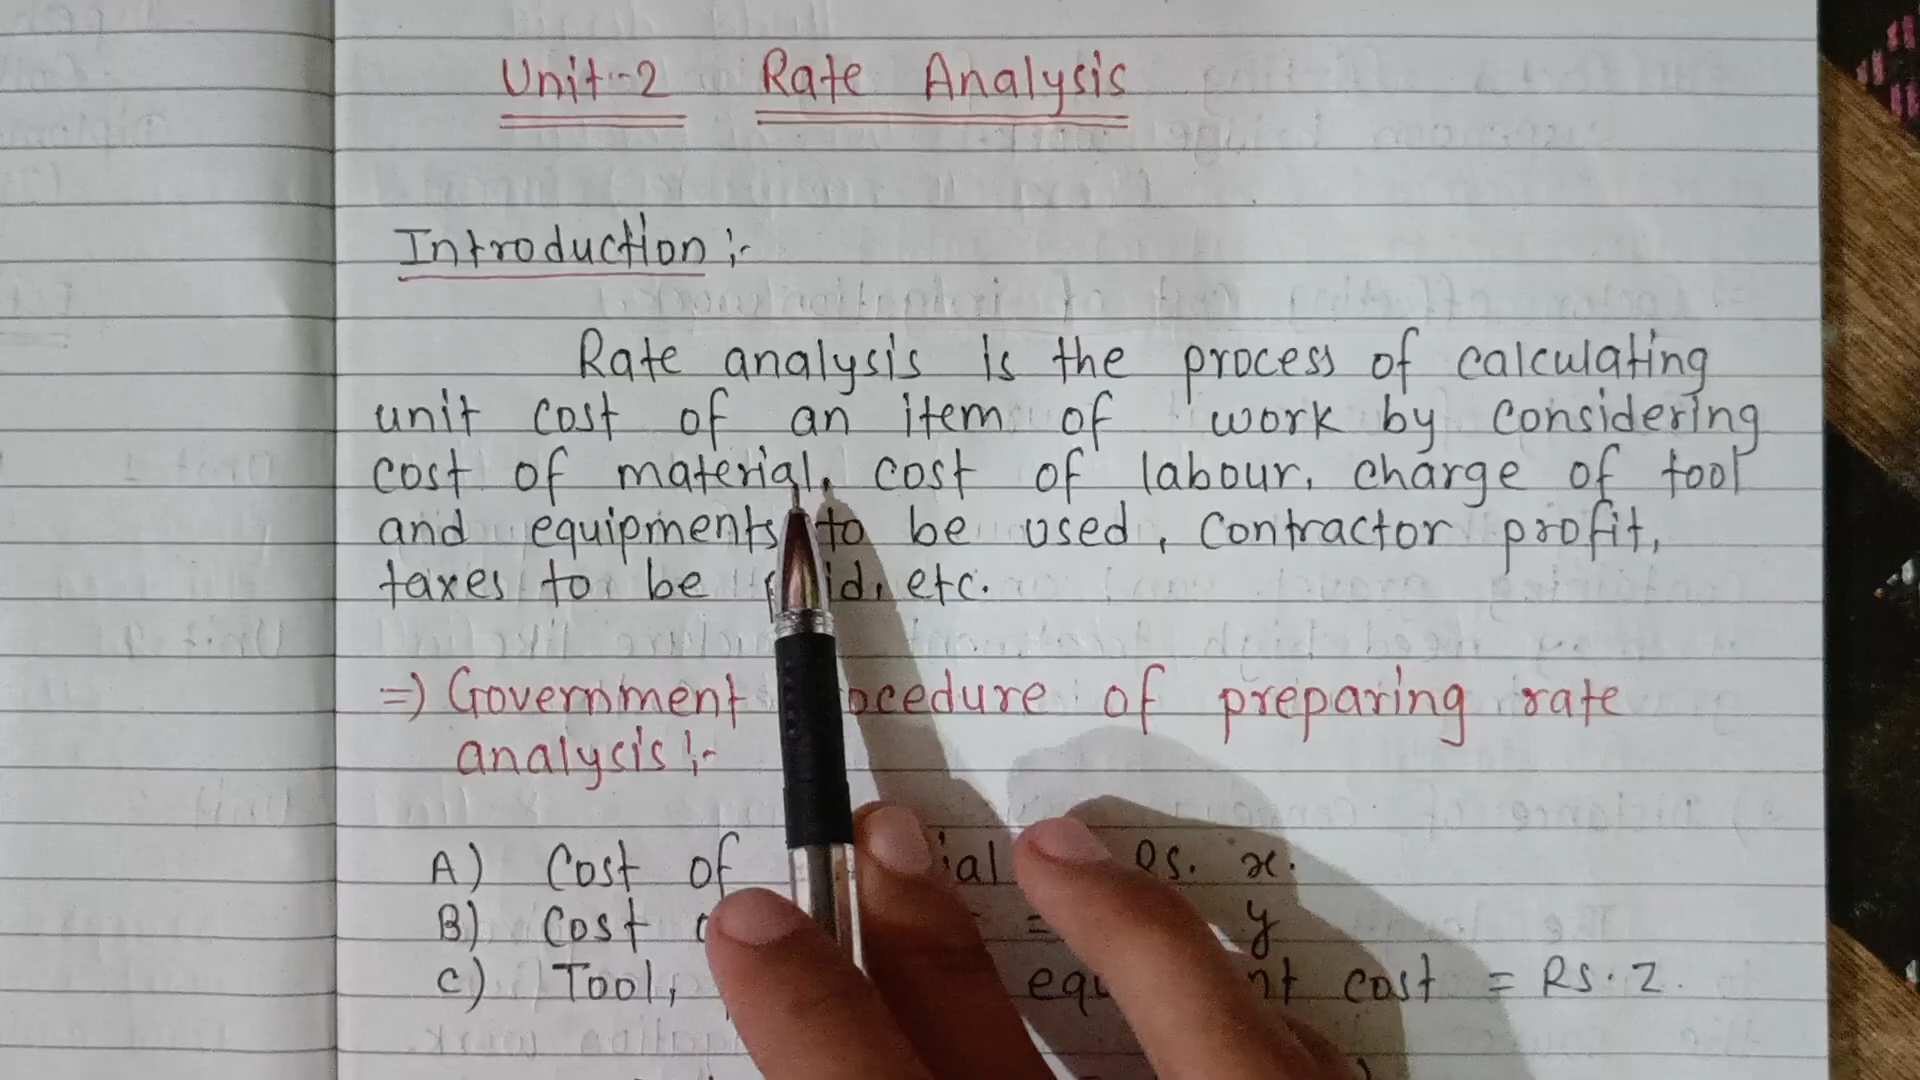 Unit-2 Rate Analysis
Introduction :-
Rate analysis is the process of calculating
unit cost of an item of work by considering
cost of material, cost of labour, charge of tool
and equipments to be used, contractor profit,
taxes to be etc.
=) Government of preparing rate
analysis :-
A) Cost of x.
B) Cost = y
C) Tool, cost = Rs. z.